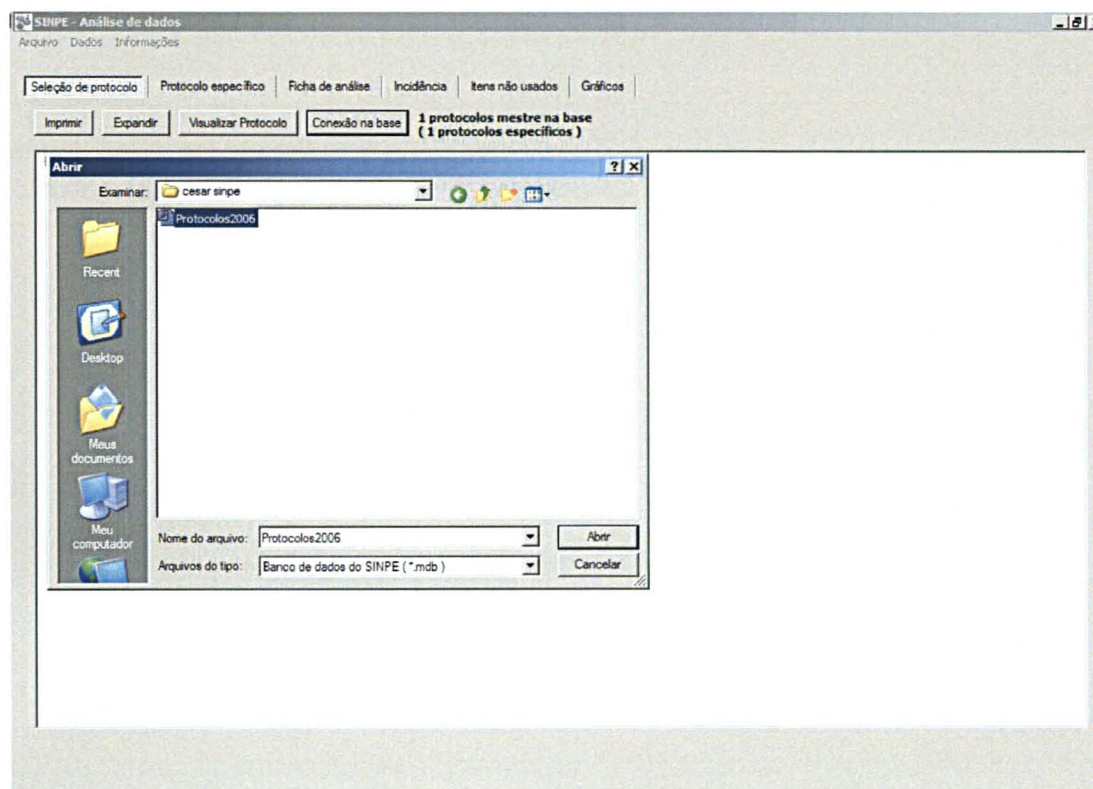 SINPE - Análise de dados
Arquivo Dados Informações
Seleção de protocolo Protocolo específico Ficha de análise Incidência Itens não usados Gráficos
Imprimir Expandir Visualizar Protocolo Conexão na base 1 protocolos mestre na base
( 1 protocolos específicos )
Abrir
Examinar: cesar sinpe
Protocolos2006
Recent
Desktop
Meus
documentos
Meu
computador
Nome do arquivo: Protocolos2006 Abrir
Arquivos do tipo: Banco de dados do SINPE ( *.mdb ) Cancelar